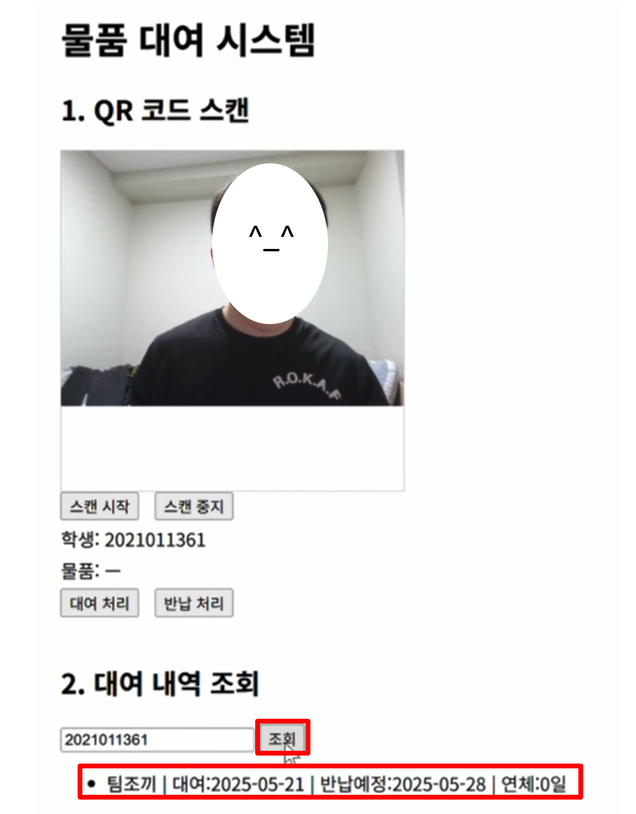 물품 대여 시스템
1. QR 코드 스캔
^_^
R.O.K.A.F
스캔 시작 스캔 중지
학생: 2021011361
물품: —
대여 처리 반납 처리
2. 대여 내역 조회
2021011361 조회
• 팀조끼 | 대여:2025-05-21 | 반납예정:2025-05-28 | 연체:0일